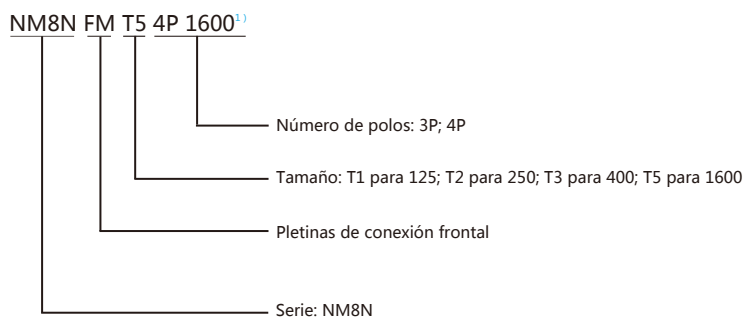 NM8N FM T5 4P 1600¹⁾
Número de polos: 3P; 4P
Tamaño: T1 para 125; T2 para 250; T3 para 400; T5 para 1600
Pletinas de conexión frontal
Serie: NM8N